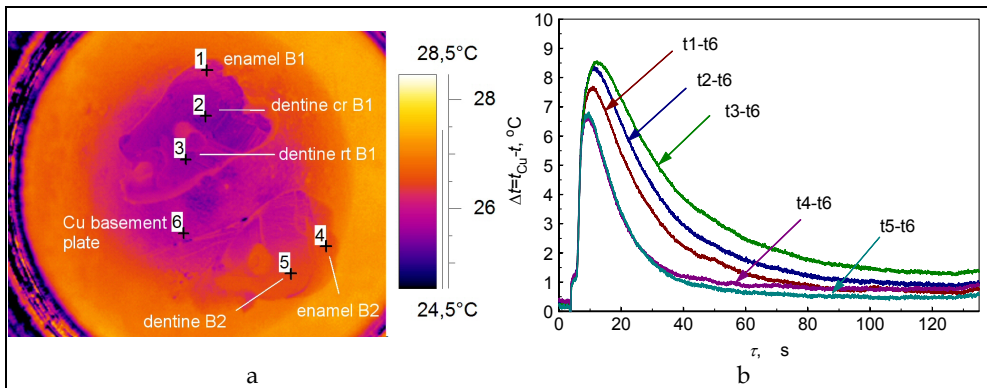 28,5°C
1
enamel B1
28
2
dentine cr B1
3
dentine rt B1
26
Cu basement
plate
6
4
5
enamel B2
dentine B2
24,5°C
a
10
9
8
7
6
5
4
3
2
1
0
Δt=t_Cu-t, °C
t1-t6
t2-t6
t3-t6
t4-t6
t5-t6
0 20 40 60 80 100 120
τ, s
b